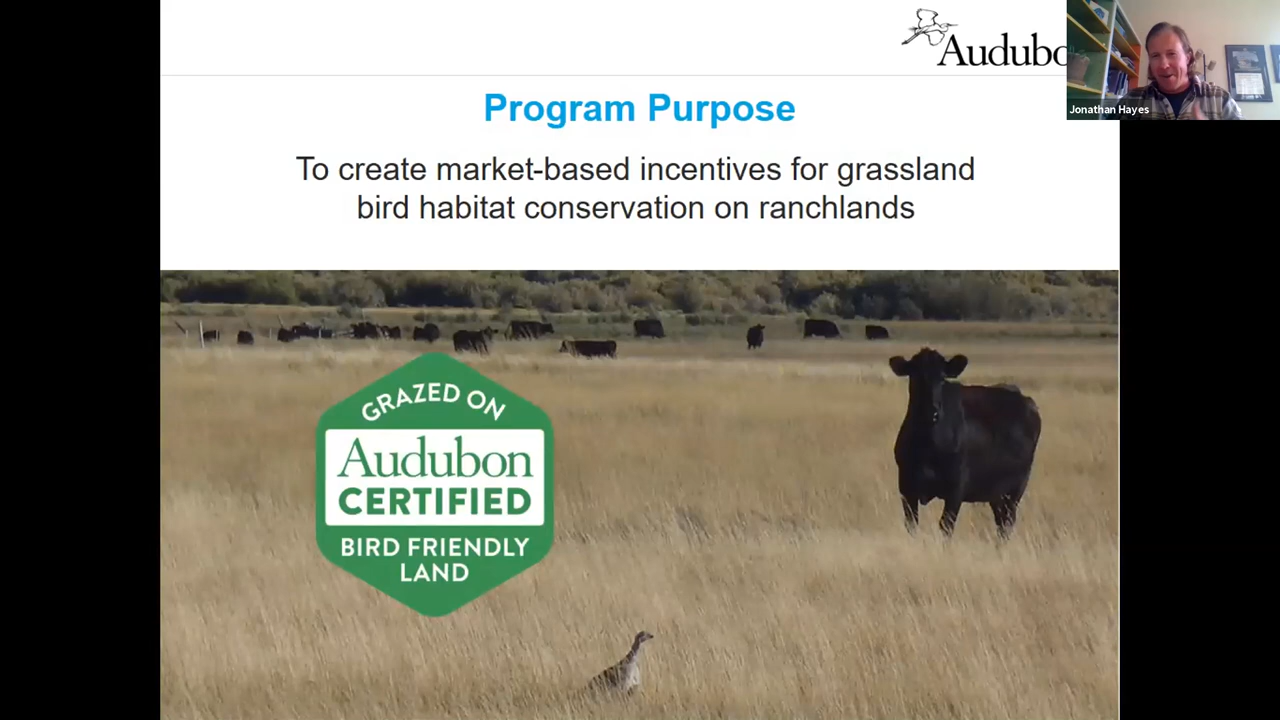 Audubo
Jonathan Hayes
Program Purpose
To create market-based incentives for grassland
bird habitat conservation on ranchlands
GRAZED ON
Audubon
CERTIFIED
BIRD FRIENDLY
LAND